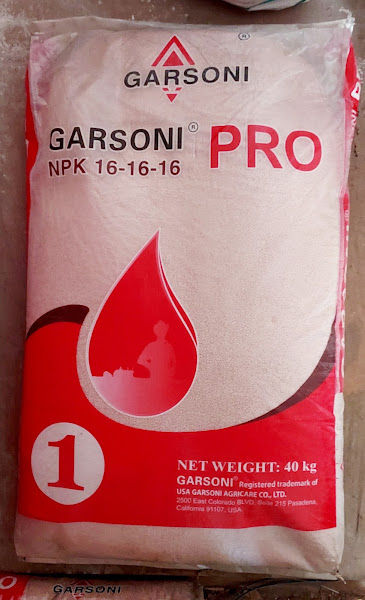 GARSONI ®
GARSONI® PRO
NPK 16-16-16
1
NET WEIGHT: 40 kg
GARSONI® Registered trademark of
USA GARSONI AGRICARE CO., LTD.
2500 East Colorado BLVD, Suite 215 Pasadena,
California 91107, USA
PRO
GARSONI